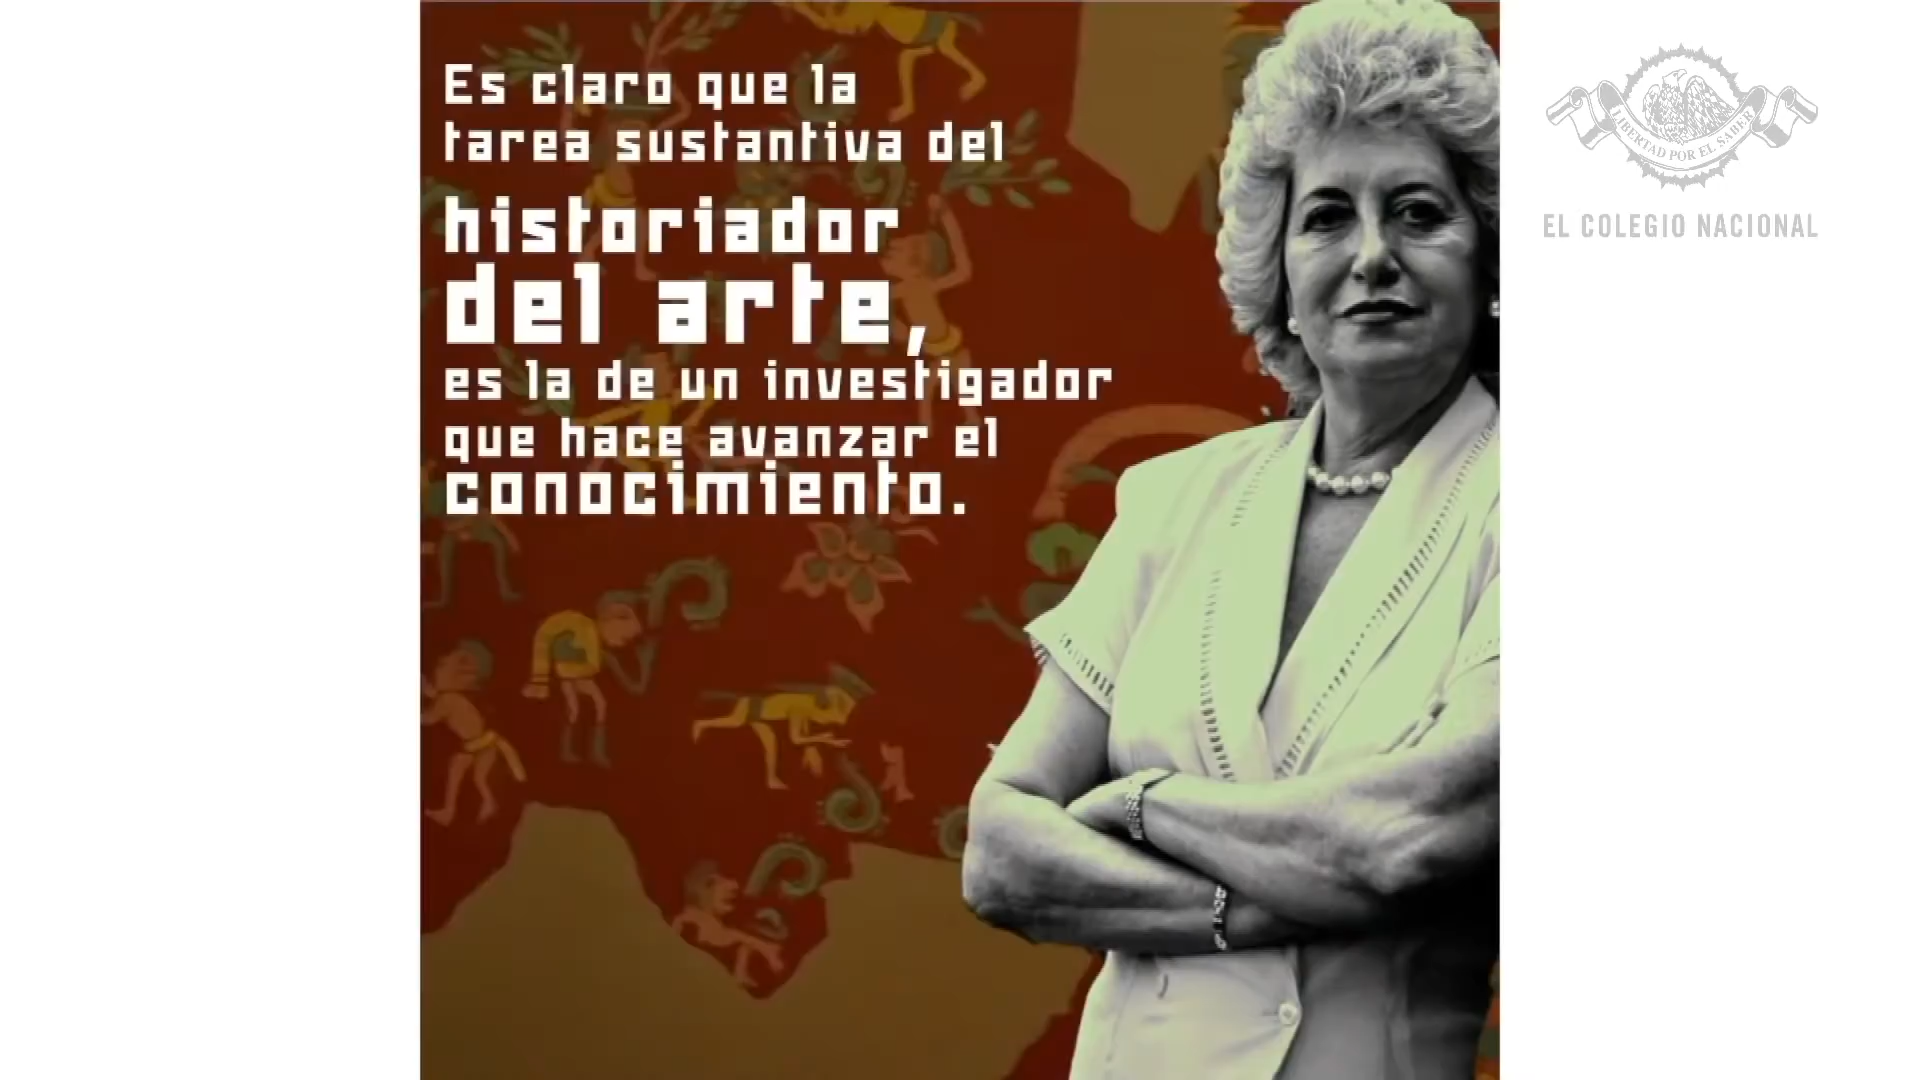 Es claro que la
tarea sustantiva del
historiador
del arte,
es la de un investigador
que hace avanzar el
conocimiento.
LIBERTAD POR EL SABER
EL COLEGIO NACIONAL